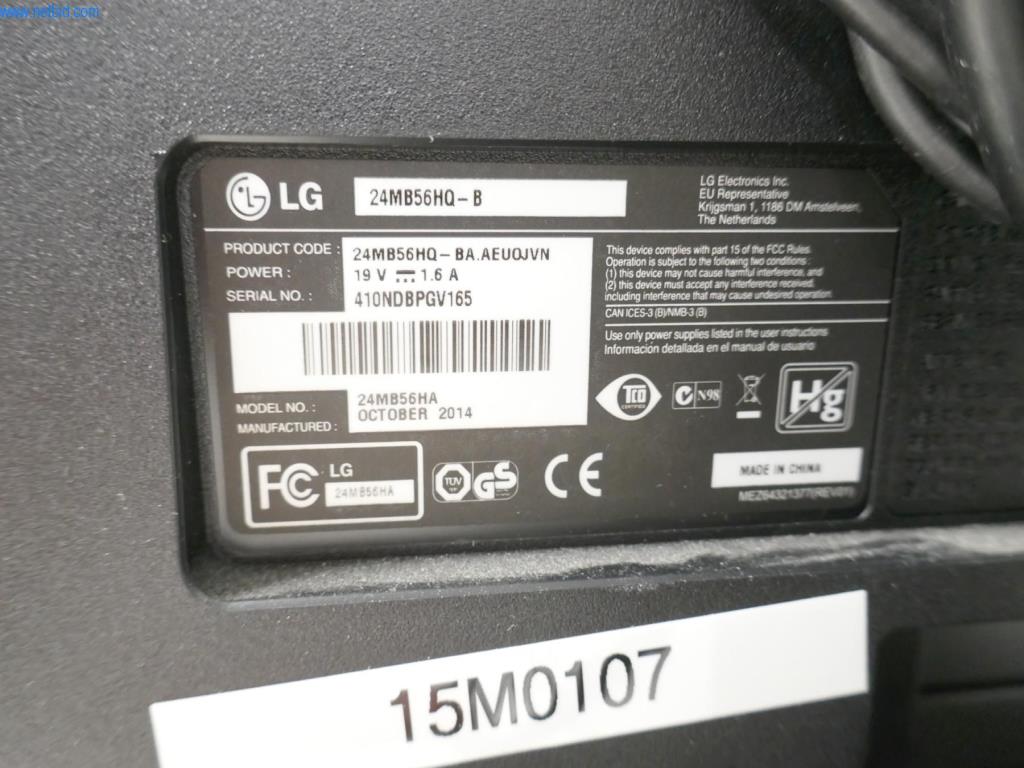 www.netbid.com
LG
24MB56HQ-B
LG Electronics Inc.
EU Representative
Krijgsman 1, 1186 DM Amstelveen,
The Netherlands
PRODUCT CODE : 24MB56HQ-BA.AEUOJVN
POWER : 19 V 1.6 A
SERIAL NO. : 410NDBPGV165
This device complies with part 15 of the FCC Rules.
Operation is subject to the following two conditions :
(1) this device may not cause harmful interference, and
(2) this device must accept any interference received,
including interference that may cause undesired operation.
CAN ICES-3 (B)/NMB-3 (B)
Use only power supplies listed in the user instructions
Información detallada en el manual de usuario
MODEL NO. : 24MB56HA
MANUFACTURED : OCTOBER 2014
TCO
CERTIFIED
N98
Hg
FC LG
24MB56HA
TÜV
GS
CE
MADE IN CHINA
MEZ64321377(REV01)
15M0107